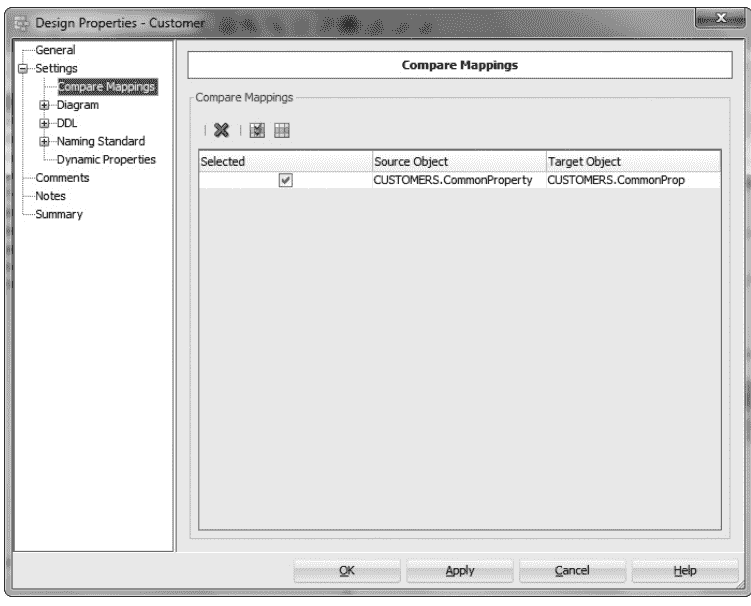 Design Properties - Customer
X
General
Settings
Compare Mappings
Diagram
DDL
Naming Standard
Dynamic Properties
Comments
Notes
Summary
Compare Mappings
Compare Mappings
Selected Source Object Target Object
CUSTOMERS.CommonProperty CUSTOMERS.CommonProp
OK Apply Cancel Help